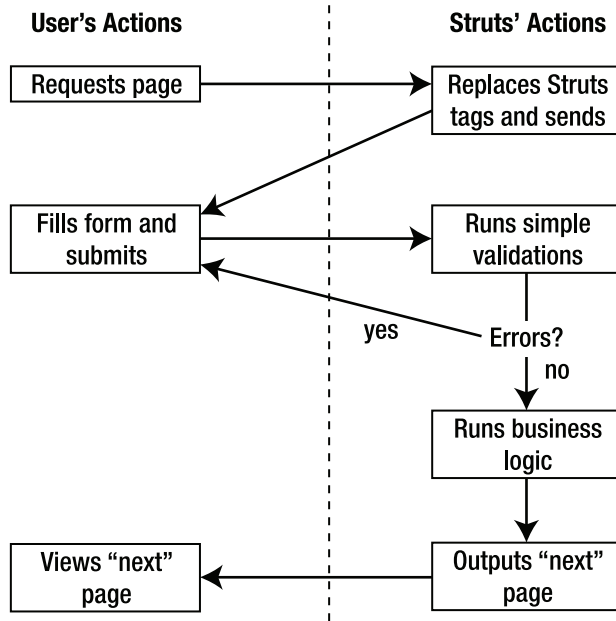 User's Actions
Struts' Actions
Requests page
Replaces Struts
tags and sends
Fills form and
submits
Runs simple
validations
yes
Errors?
no
Runs business
logic
Views “next”
page
Outputs “next”
page